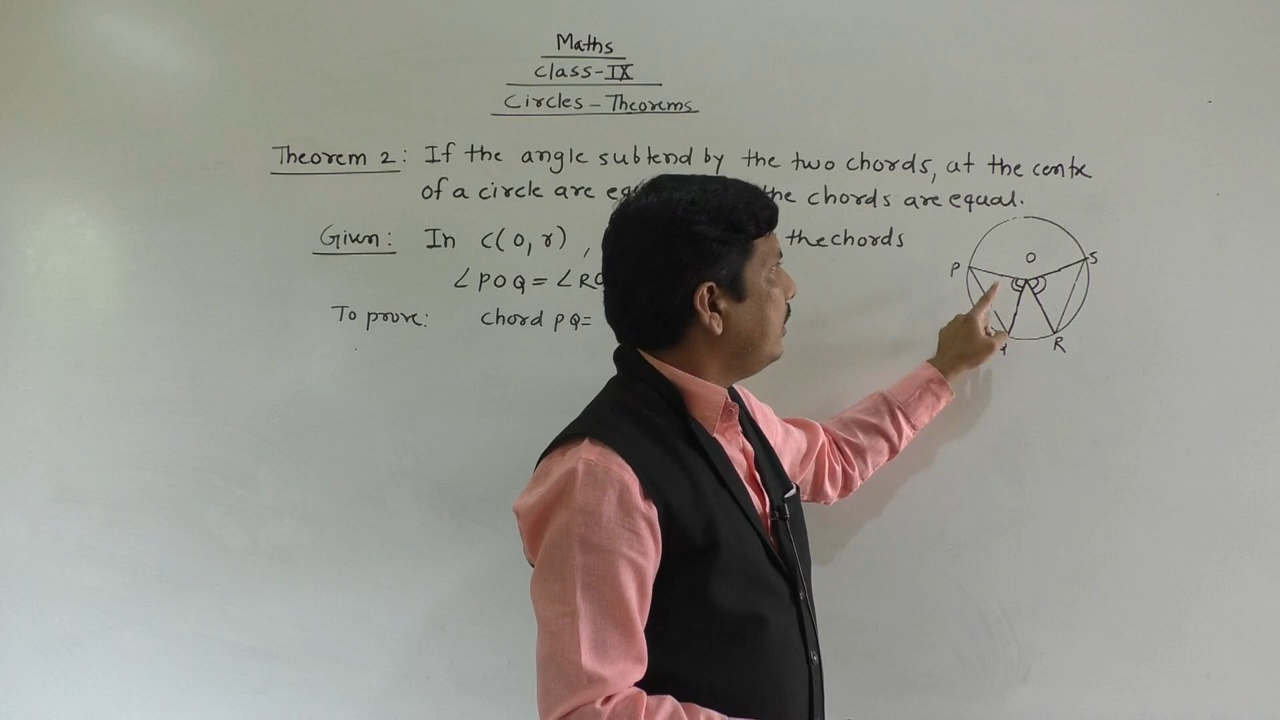 Maths
Class-IX
Circles - Theorems
Theorem 2: If the angle subtend by the two chords, at the centre
of a circle are the chords are equal.
Given: In C(O,r), the chords
∠POQ = ∠RO
To prove: chord PQ =
O
P
S
R